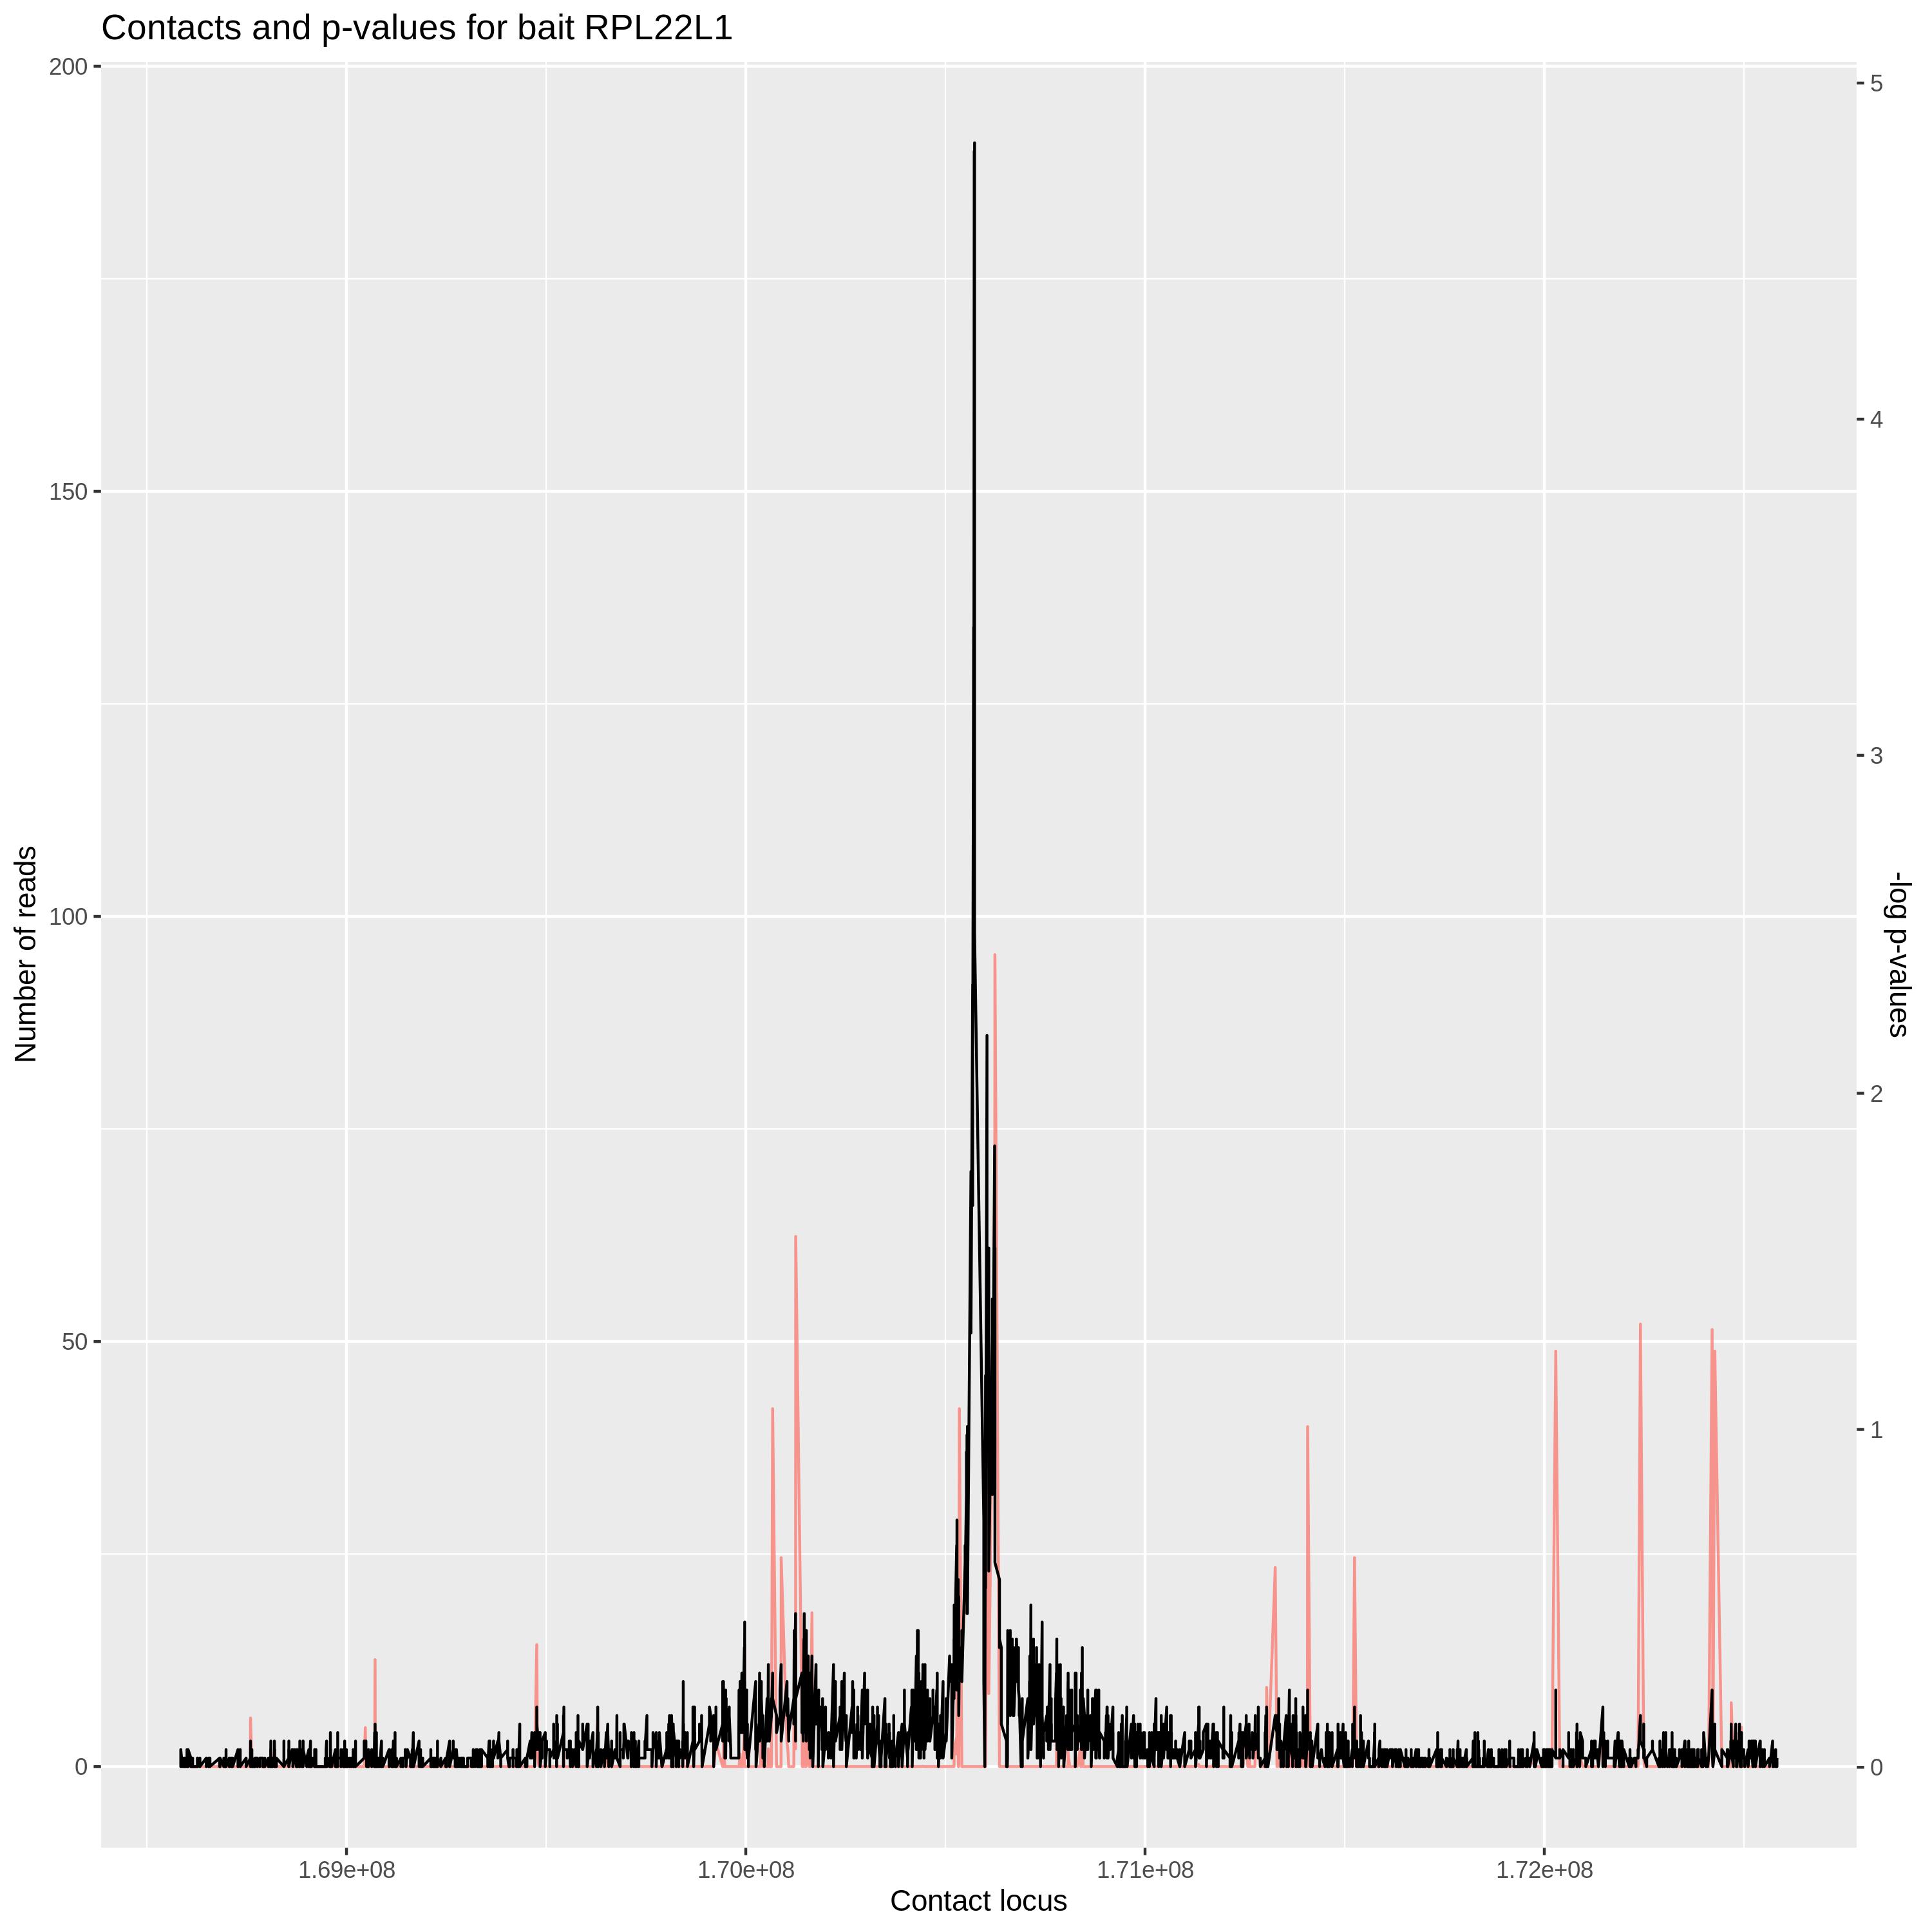 Contacts and p-values for bait RPL22L1
200
150
100
50
0
Number of reads
5
4
3
2
1
0
-log p-values
1.69e+08
1.70e+08
1.71e+08
1.72e+08
Contact locus